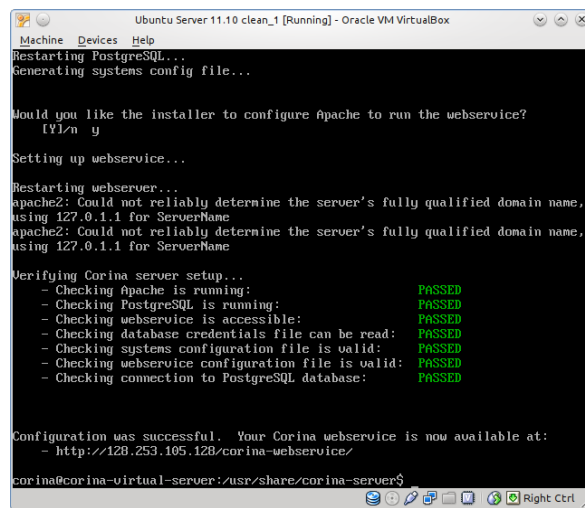 Ubuntu Server 11.10 clean_1 [Running] - Oracle VM VirtualBox
Machine Devices Help
Restarting PostgreSQL...
Generating systems config file...
Would you like the installer to configure Apache to run the webservice?
[Y]/n y
Setting up webservice...
Restarting webserver...
apache2: Could not reliably determine the server's fully qualified domain name,
using 127.0.1.1 for ServerName
apache2: Could not reliably determine the server's fully qualified domain name,
using 127.0.1.1 for ServerName
Verifying Corina server setup...
- Checking Apache is running: PASSED
- Checking PostgreSQL is running: PASSED
- Checking webservice is accessible: PASSED
- Checking database credentials file can be read: PASSED
- Checking systems configuration file is valid: PASSED
- Checking webservice configuration file is valid: PASSED
- Checking connection to PostgreSQL database: PASSED
Configuration was successful. Your Corina webservice is now available at:
- http://128.253.105.128/corina-webservice/
corina@corina-virtual-server:/usr/share/corina-server$ _
Right Ctrl